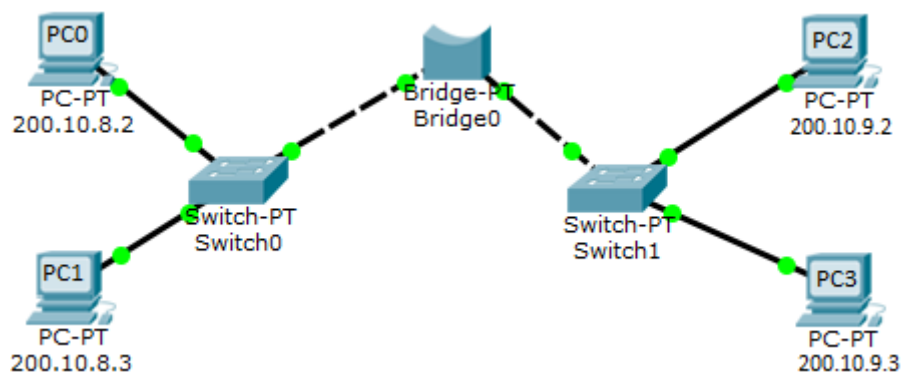 PC0
PC-PT
200.10.8.2
Bridge-PT
Bridge0
PC2
PC-PT
200.10.9.2
Switch-PT
Switch0
Switch-PT
Switch1
PC1
PC-PT
200.10.8.3
PC3
PC-PT
200.10.9.3